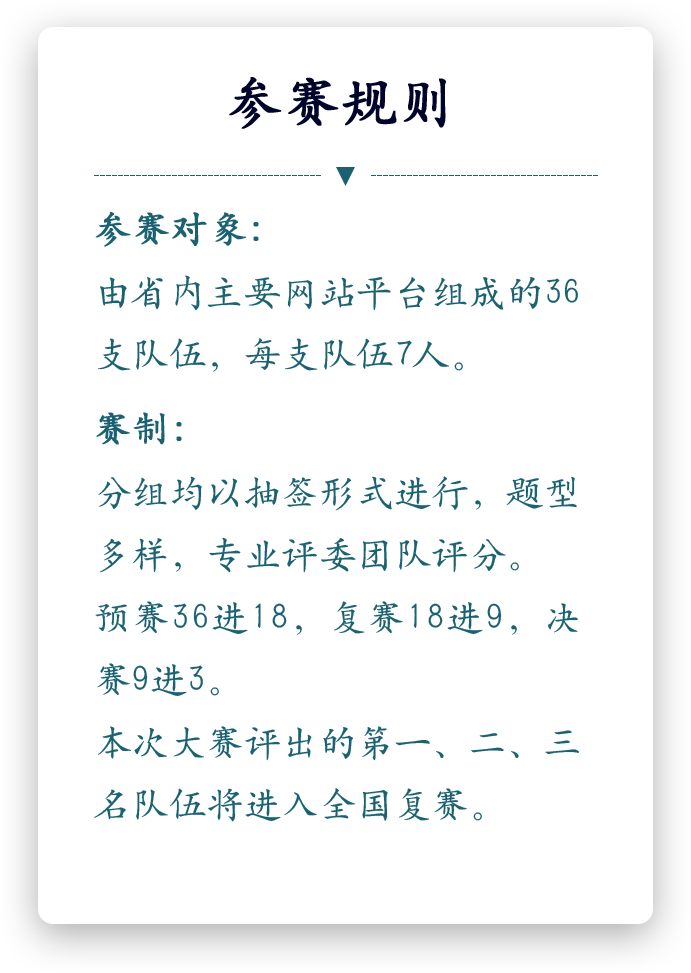 参赛规则
参赛对象：
由省内主要网站平台组成的36
支队伍，每支队伍7人。
赛制：
分组均以抽签形式进行，题型
多样，专业评委团队评分。
预赛36进18，复赛18进9，决
赛9进3。
本次大赛评出的第一、二、三
名队伍将进入全国复赛。